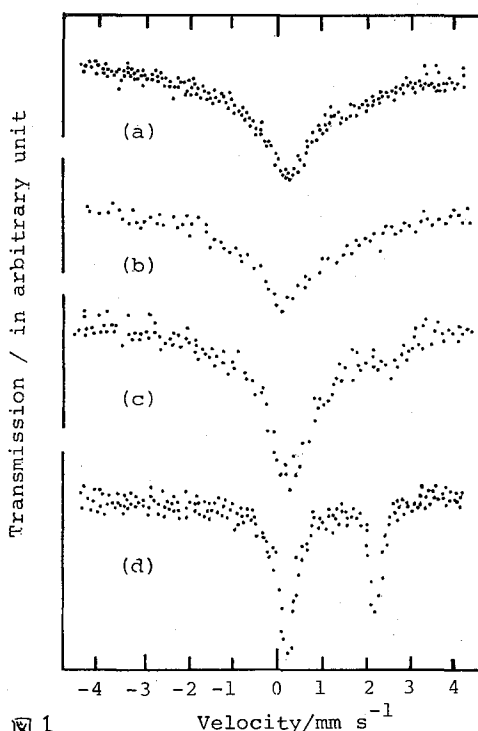 Transmission / in arbitrary unit
(a)
(b)
(c)
(d)
-4 -3 -2 -1 0 1 2 3 4
図 1 Velocity/mm s⁻¹